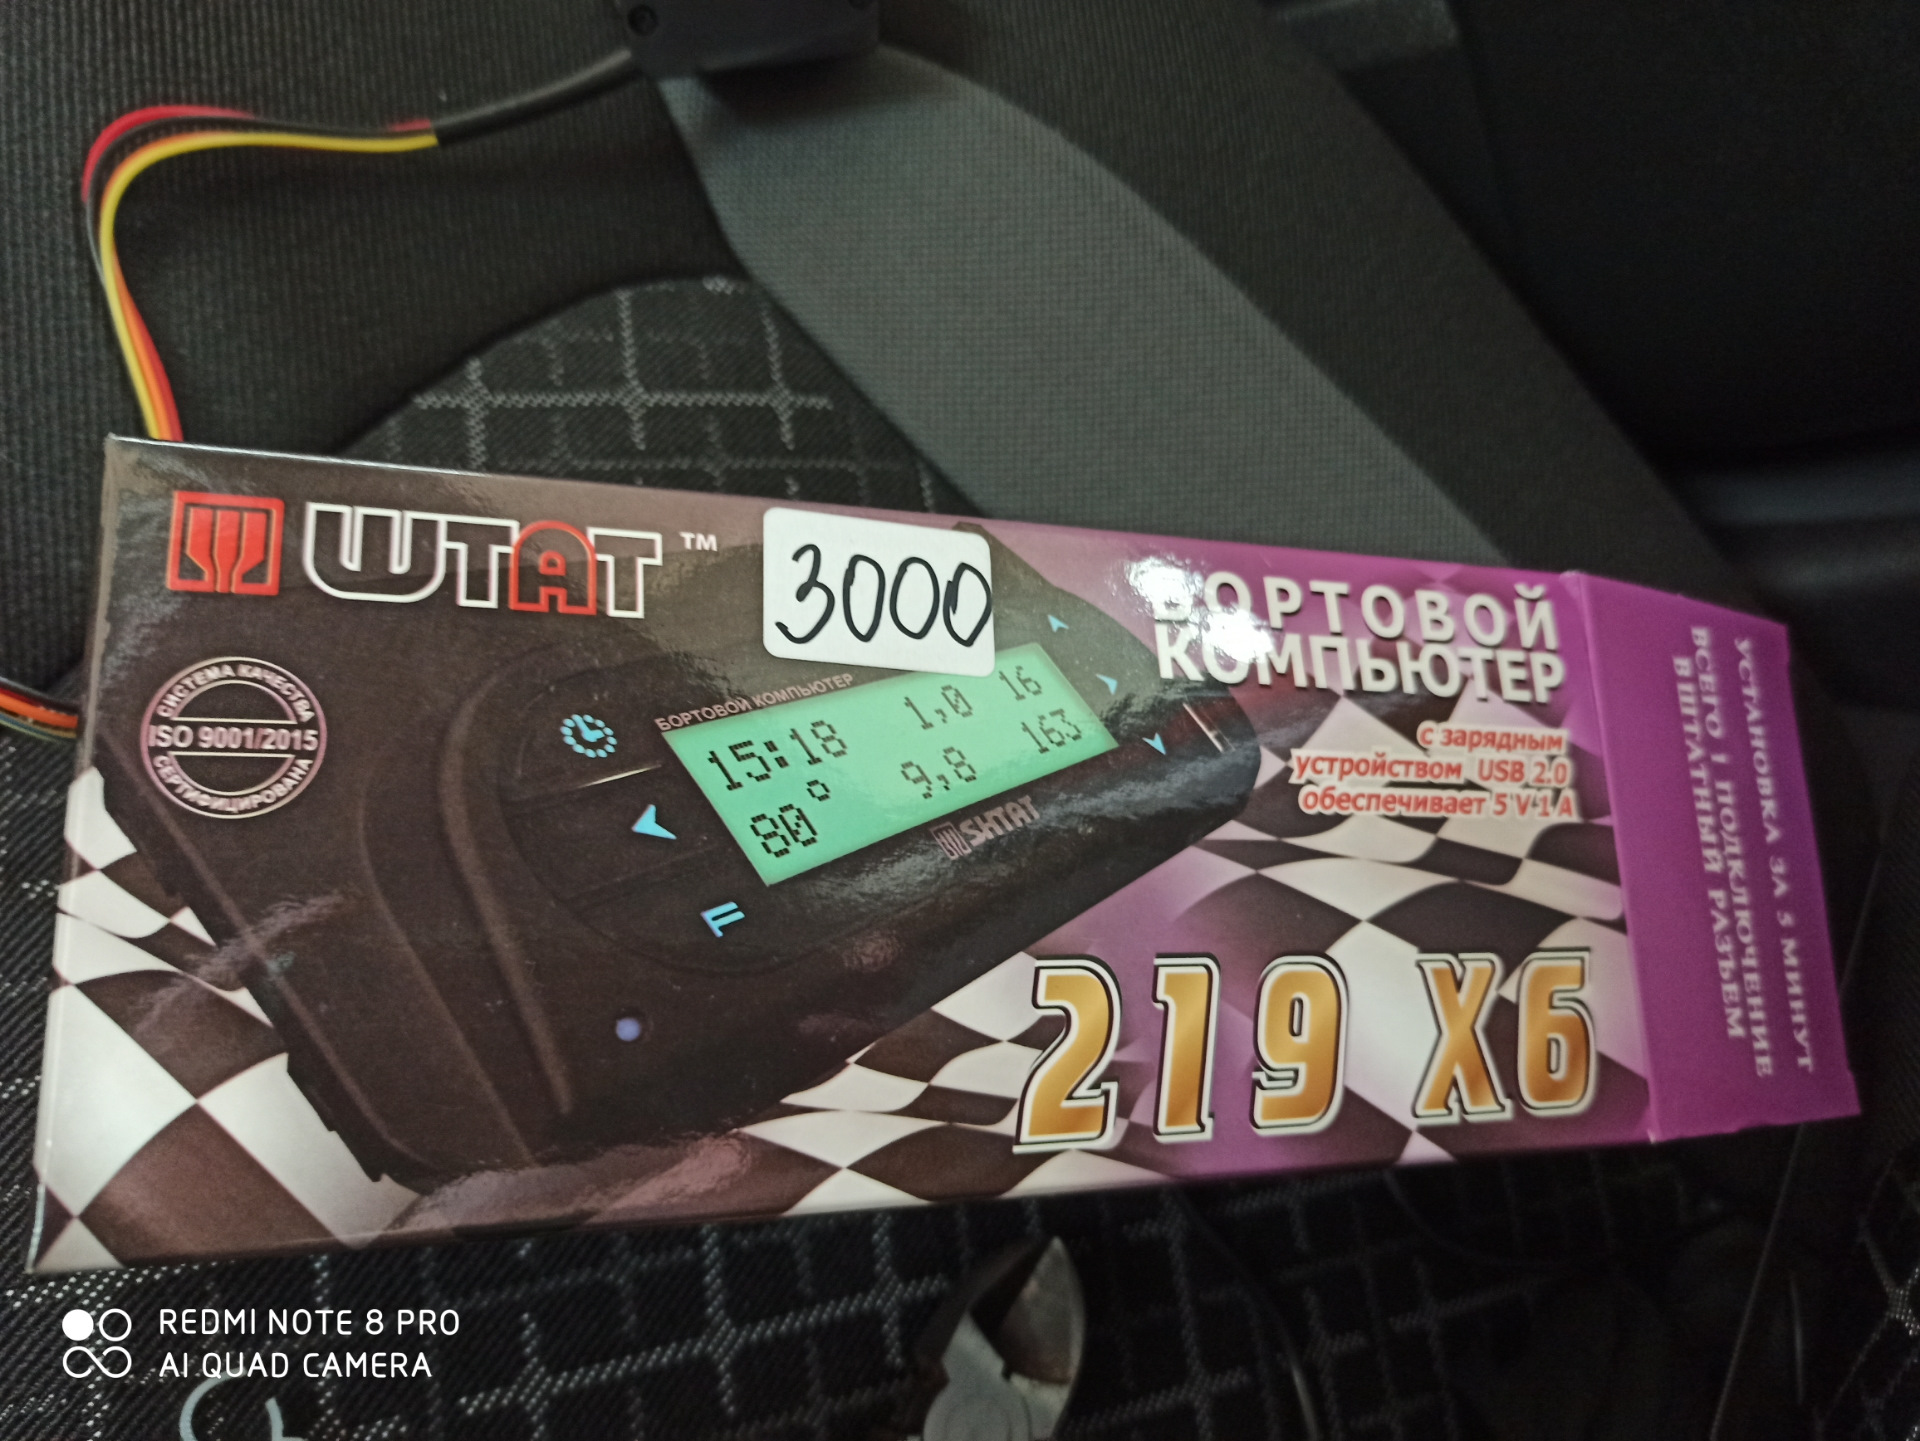 ШТАТ ™
3000
БОРТОВОЙ
КОМПЬЮТЕР
с зарядным
устройством USB 2.0
обеспечивает 5 V 1 A
СИСТЕМА КАЧЕСТВА
ISO 9001/2015
СЕРТИФИЦИРОВАНА
БОРТОВОЙ КОМПЬЮТЕР
15:18 1,0 16
80° 9,8 163
SHTAT
F
219 X6
УСТАНОВКА ЗА 5 МИНУТ
ВСЕГО 1 ПОДКЛЮЧЕНИЕ
В ШТАТНЫЙ РАЗЪЕМ
REDMI NOTE 8 PRO
AI QUAD CAMERA